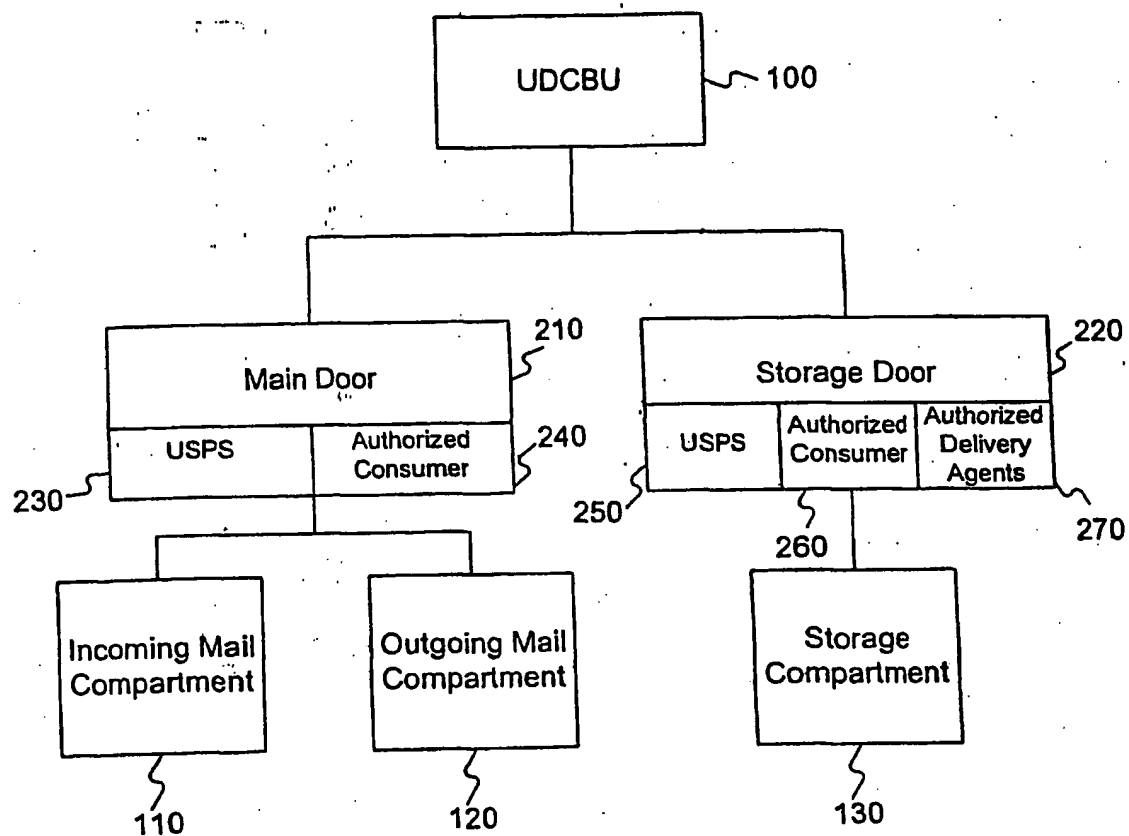 UDCBU
100
210
220
Main Door
Storage Door
USPS
Authorized
Consumer
240
230
USPS
Authorized
Consumer
Authorized
Delivery
Agents
250
260
270
Incoming Mail
Compartment
Outgoing Mail
Compartment
Storage
Compartment
110
120
130